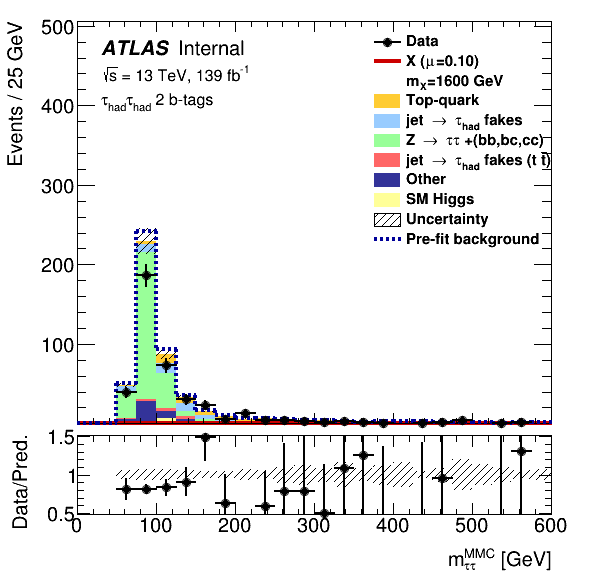 500
400
300
200
100
Events / 25 GeV
ATLAS Internal
√s = 13 TeV, 139 fb⁻¹
τhadτhad 2 b-tags
Data
X (μ=0.10)
mX=1600 GeV
Top-quark
jet → τhad fakes
Z → ττ +(bb,bc,cc)
jet → τhad fakes (t t̄)
Other
SM Higgs
Uncertainty
Pre-fit background
1.5
1
0.5
Data/Pred.
0 100 200 300 400 500 600
mττMMC [GeV]